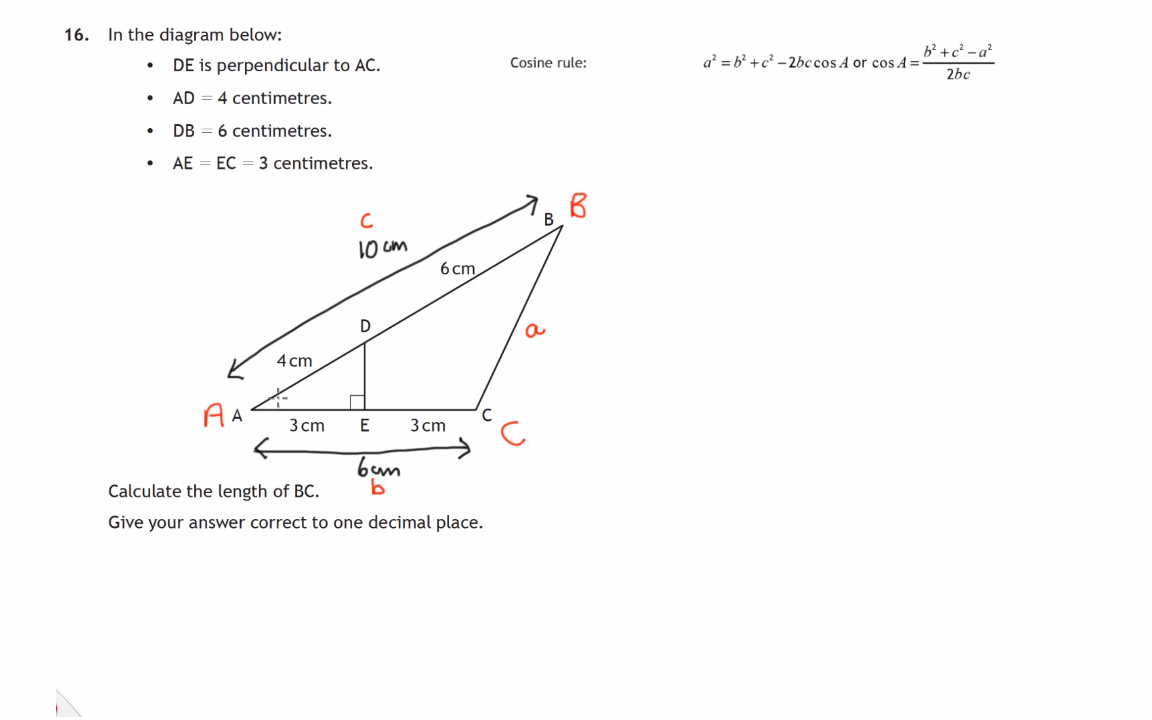 16. In the diagram below:
• DE is perpendicular to AC.
Cosine rule: a² = b² + c² − 2bc cos A or cos A = (b² + c² − a²) / 2bc
• AD = 4 centimetres.
• DB = 6 centimetres.
• AE = EC = 3 centimetres.
B B
c
10 cm
6 cm
D
a
4 cm
A A
C
3 cm E 3 cm
C
6cm
b
Calculate the length of BC.
Give your answer correct to one decimal place.